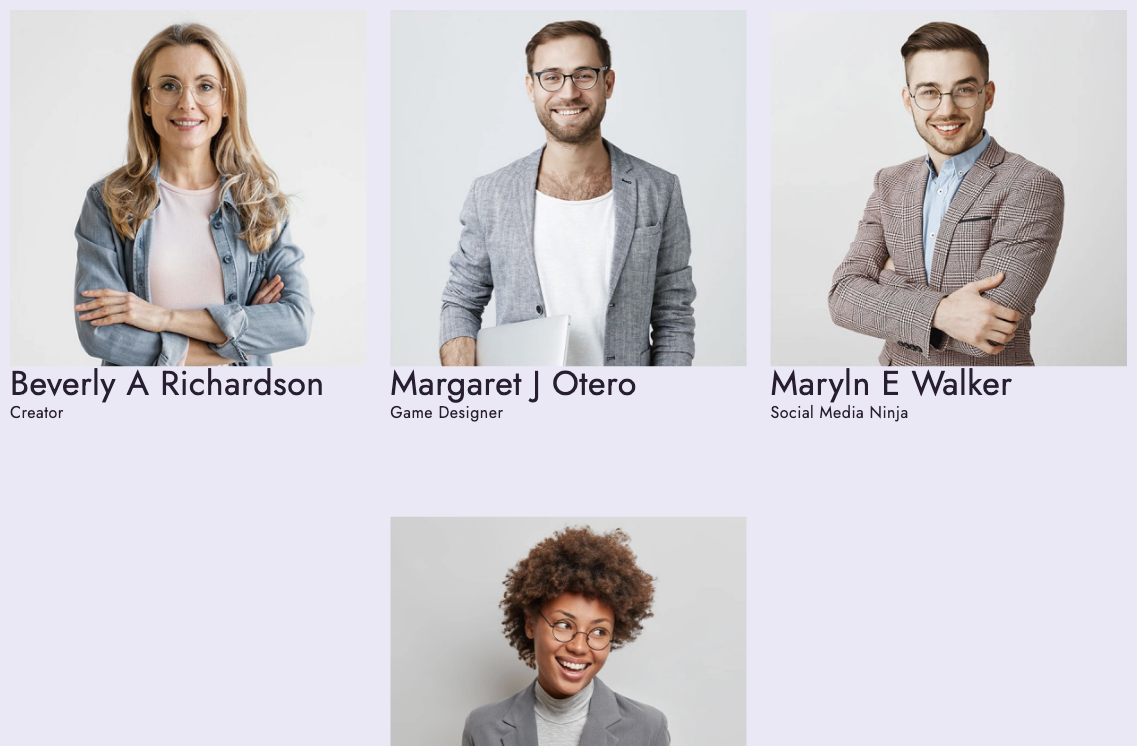 Beverly A Richardson
Margaret J Otero
Maryln E Walker
Creator
Game Designer
Social Media Ninja